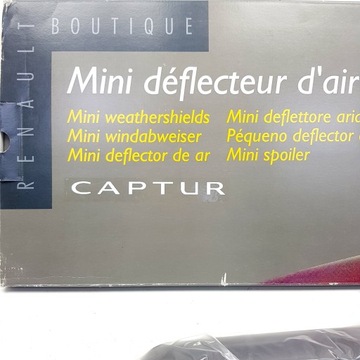 RENAULT
BOUTIQUE
Mini déflecteur d'air
Mini weathershields Mini deflettore aric
Mini windabweiser Péqueno deflector
Mini deflector de ar Mini spoiler
CAPTUR